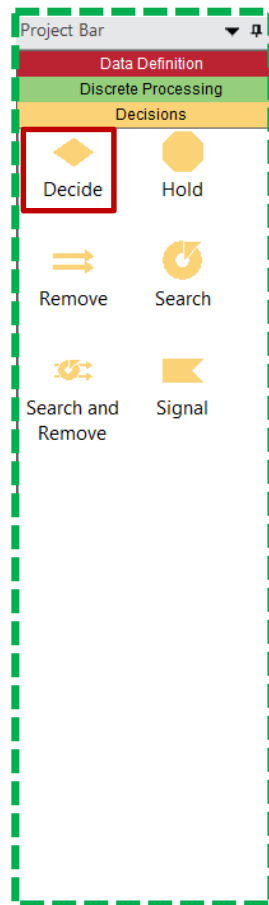 Project Bar
Data Definition
Discrete Processing
Decisions
Decide Hold
Remove Search
Search and Remove Signal